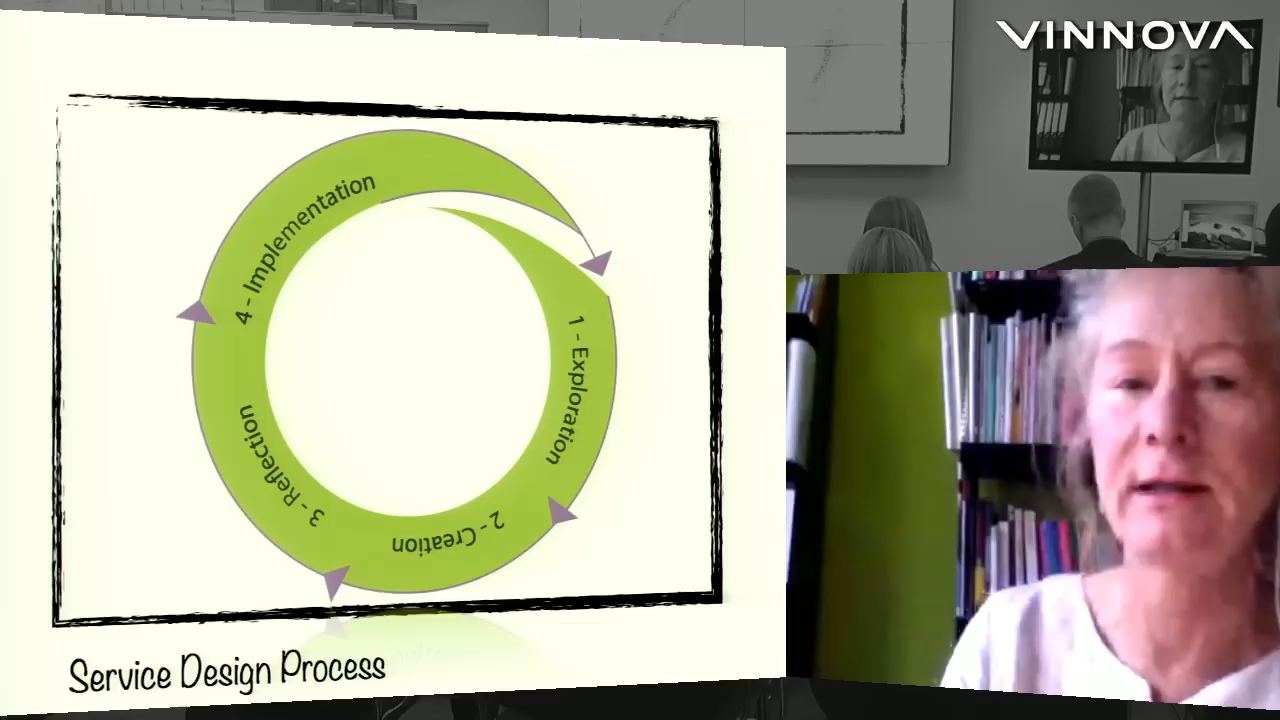 VINNOVA
4 - Implementation
1 - Exploration
2 - Creation
3 - Reflection
Service Design Process